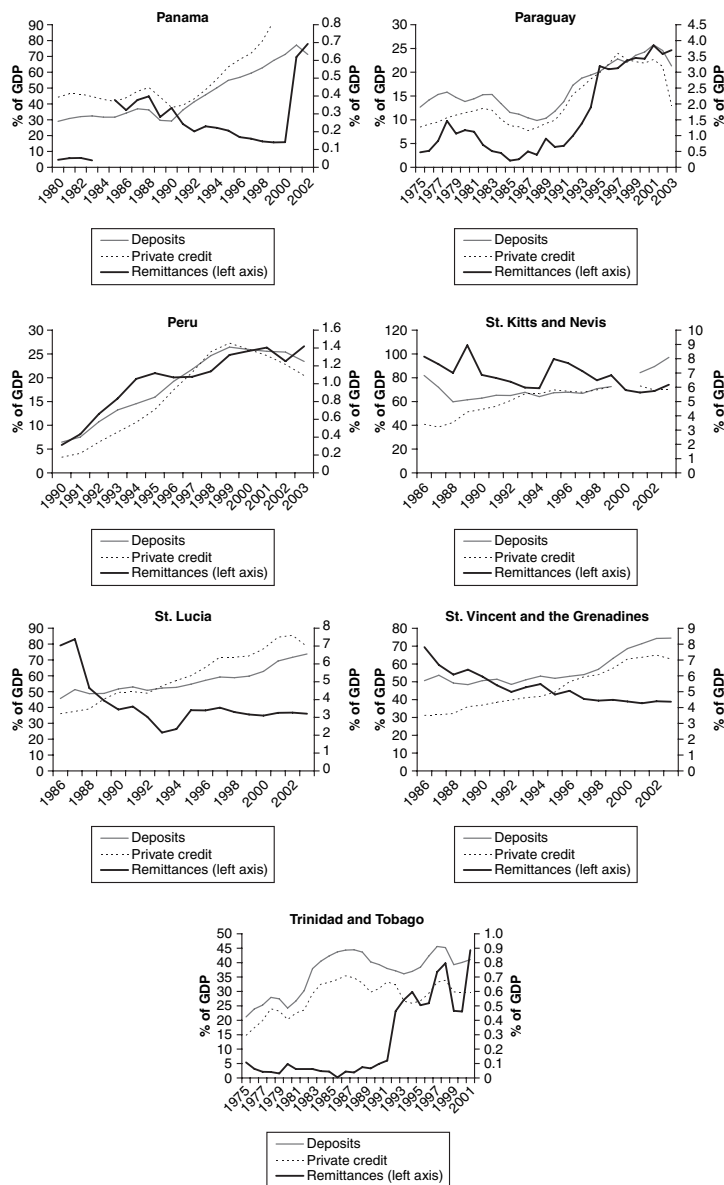 Panama
% of GDP
90
80
70
60
50
40
30
20
10
0
0.8
0.7
0.6
0.5
0.4
0.3
0.2
0.1
0
% of GDP
1980 1982 1984 1986 1988 1990 1992 1994 1996 1998 2000 2002
Deposits
Private credit
Remittances (left axis)
Paraguay
% of GDP
30
25
20
15
10
5
0
4.5
4.0
3.5
3.0
2.5
2.0
1.5
1.0
0.5
0
% of GDP
1975 1977 1979 1981 1983 1985 1987 1989 1991 1993 1995 1997 1999 2001 2003
Deposits
Private credit
Remittances (left axis)
Peru
% of GDP
30
25
20
15
10
5
0
1.6
1.4
1.2
1.0
0.8
0.6
0.4
0.2
0
% of GDP
1990 1991 1992 1993 1994 1995 1996 1997 1998 1999 2000 2001 2002 2003
Deposits
Private credit
Remittances (left axis)
St. Kitts and Nevis
% of GDP
120
100
80
60
40
20
0
10
9
8
7
6
5
4
3
2
1
0
% of GDP
1986 1988 1990 1992 1994 1996 1998 2000 2002
Deposits
Private credit
Remittances (left axis)
St. Lucia
% of GDP
80
70
60
50
40
30
20
10
0
8
7
6
5
4
3
2
1
0
% of GDP
1986 1988 1990 1992 1994 1996 1998 2000 2002
Deposits
Private credit
Remittances (left axis)
St. Vincent and the Grenadines
% of GDP
80
70
60
50
40
30
20
10
0
9
8
7
6
5
4
3
2
1
0
% of GDP
1986 1988 1990 1992 1994 1996 1998 2000 2002
Deposits
Private credit
Remittances (left axis)
Trinidad and Tobago
% of GDP
50
45
40
35
30
25
20
15
10
5
0
1.0
0.9
0.8
0.7
0.6
0.5
0.4
0.3
0.2
0.1
0
% of GDP
1975 1977 1979 1981 1983 1985 1987 1989 1991 1993 1995 1997 1999 2001
Deposits
Private credit
Remittances (left axis)